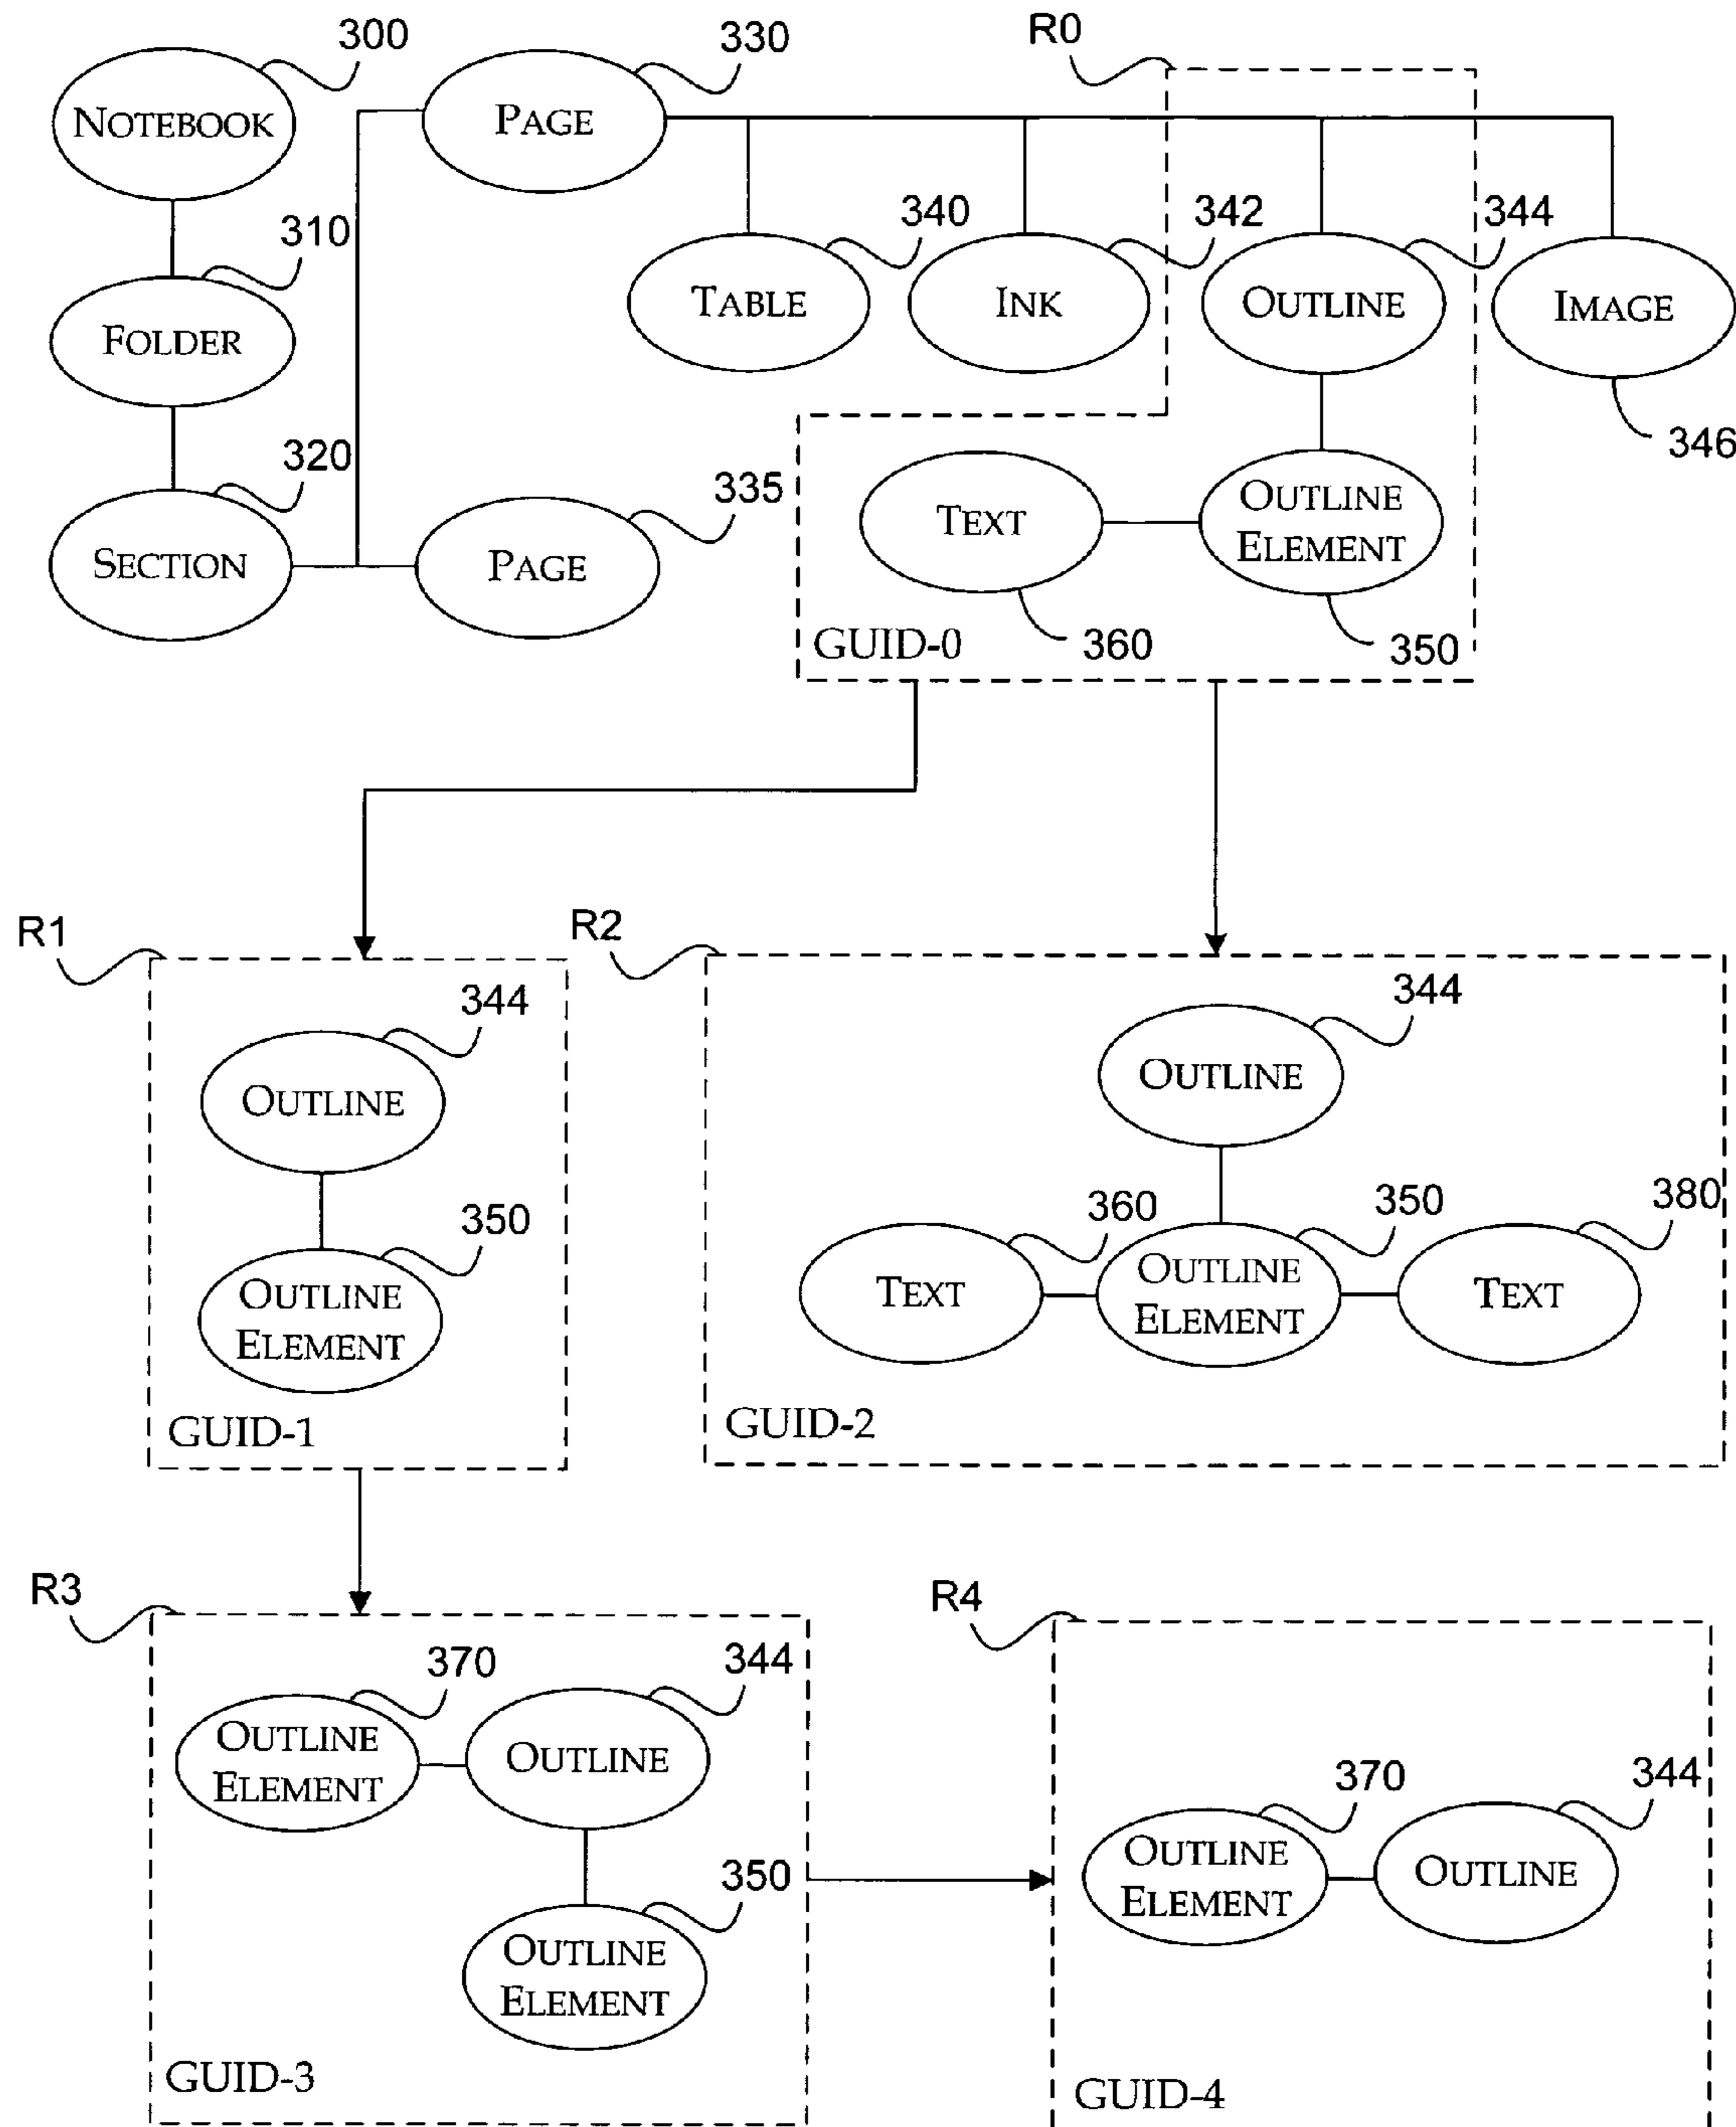 300
330
R0
NOTEBOOK
PAGE
310
340
342
344
FOLDER
TABLE
INK
OUTLINE
IMAGE
346
320
335
SECTION
PAGE
TEXT
OUTLINE
ELEMENT
GUID-0
360
350
R1
R2
344
OUTLINE
350
OUTLINE
ELEMENT
GUID-1
344
OUTLINE
360
350
380
TEXT
OUTLINE
ELEMENT
TEXT
GUID-2
R3
370
344
OUTLINE
ELEMENT
OUTLINE
350
OUTLINE
ELEMENT
GUID-3
R4
370
344
OUTLINE
ELEMENT
OUTLINE
GUID-4